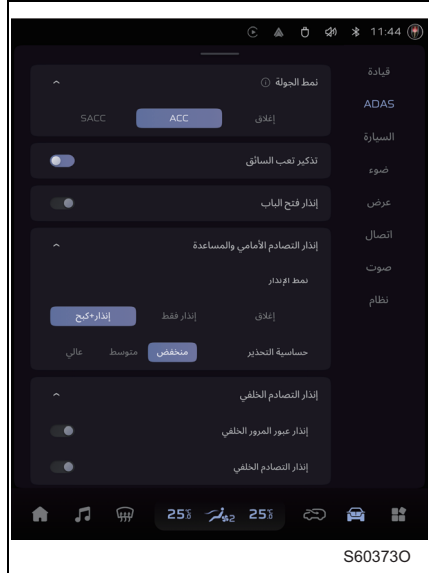 11:44
قيادة
ADAS
السيارة
ضوء
عرض
اتصال
صوت
نظام
نمط الجولة
إغلاق ACC SACC
تذكير تعب السائق
إنذار فتح الباب
إنذار التصادم الأمامي والمساعدة
نمط الإنذار
إغلاق إنذار فقط إنذار+كبح
حساسية التحذير منخفض متوسط عالي
إنذار التصادم الخلفي
إنذار عبور المرور الخلفي
إنذار التصادم الخلفي
25 2 25
S60373O